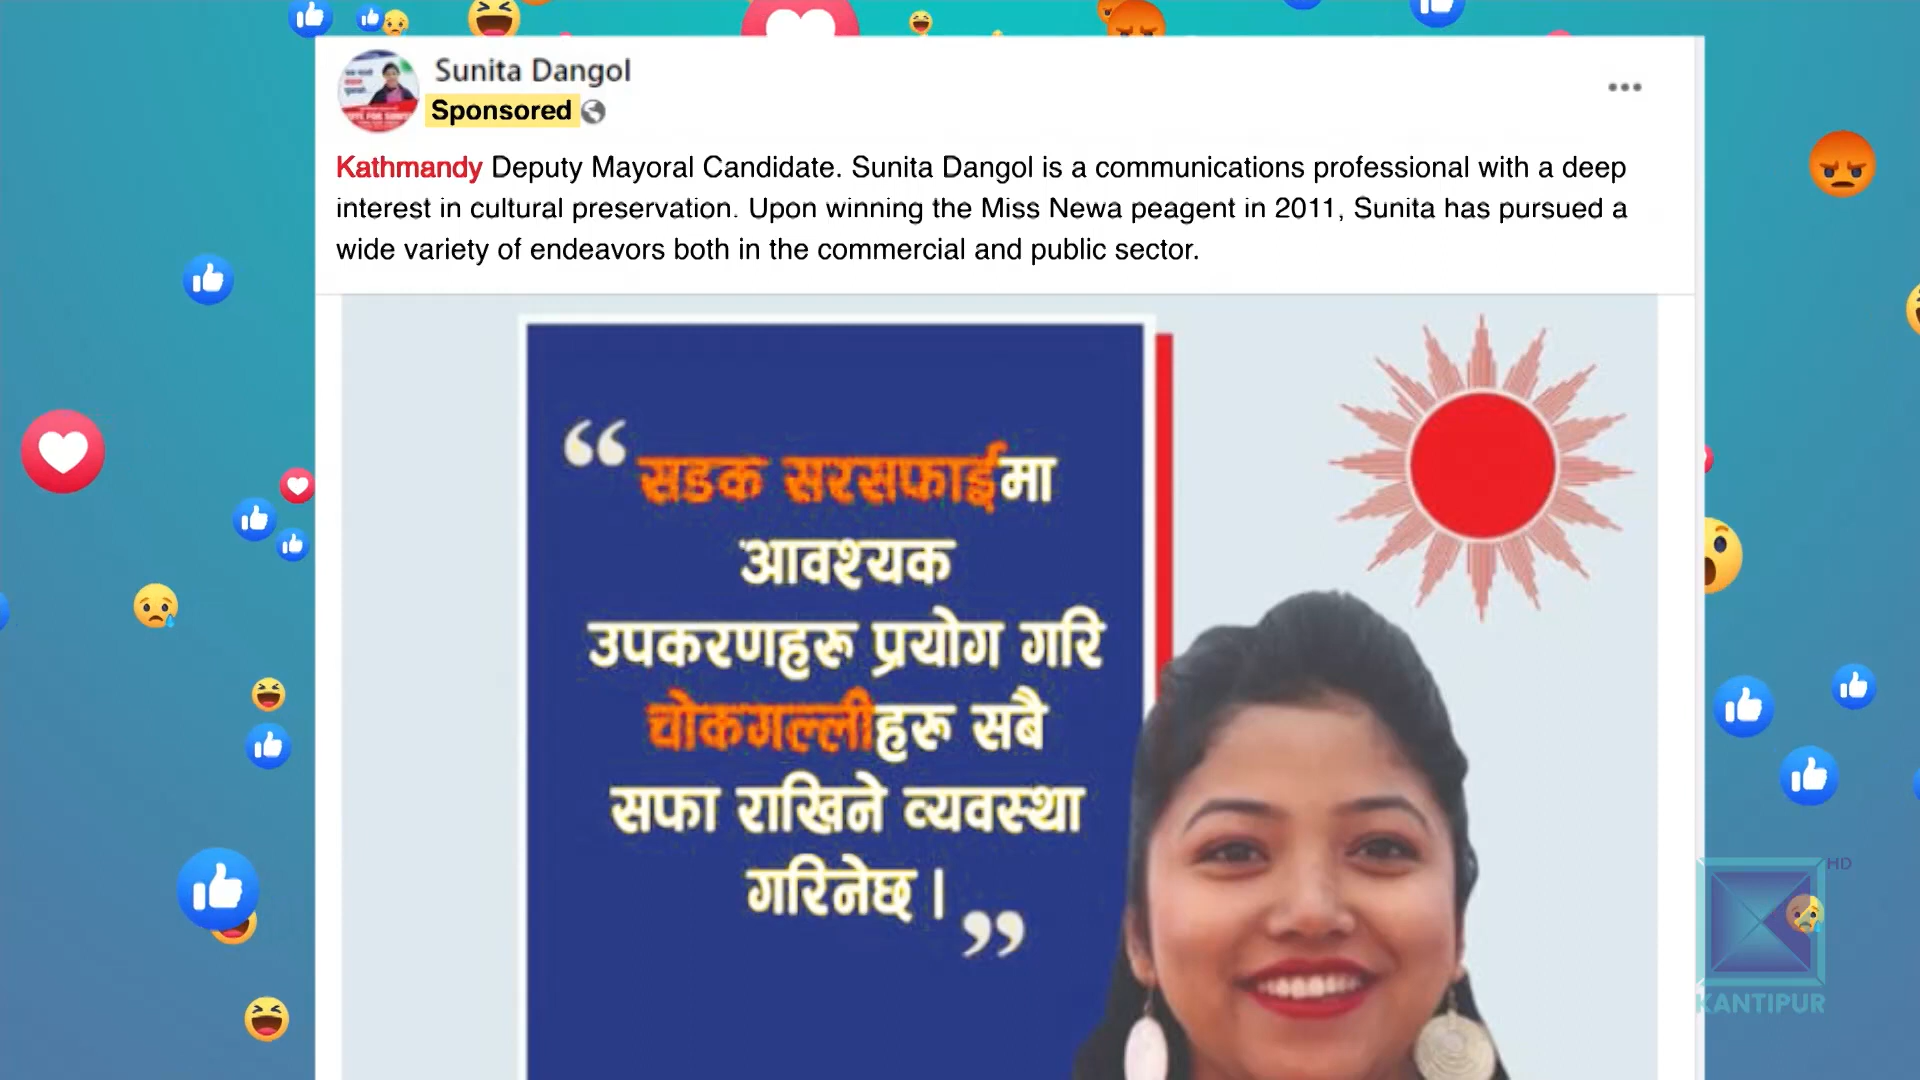 Sunita Dangol
Sponsored
Kathmandy Deputy Mayoral Candidate. Sunita Dangol is a communications professional with a deep
interest in cultural preservation. Upon winning the Miss Newa peagent in 2011, Sunita has pursued a
wide variety of endeavors both in the commercial and public sector.
“सडक सरसफाईमा
आवश्यक
उपकरणहरू प्रयोग गरि
चोकगल्लीहरू सबै
सफा राखिने व्यवस्था
गरिनेछ।”
HD
KANTIPUR